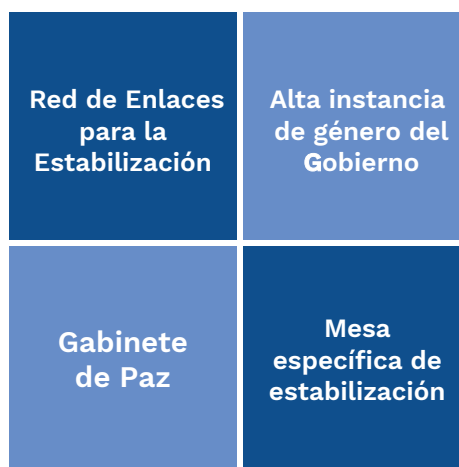 Red de Enlaces
para la
Estabilización
Alta instancia
de género del
Gobierno
Gabinete
de Paz
Mesa
específica de
estabilización